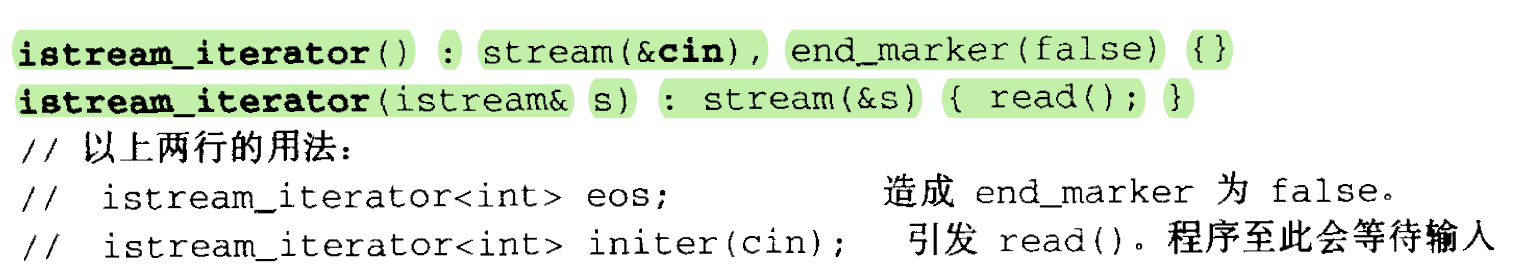 istream_iterator() : stream(&cin), end_marker(false) {}
istream_iterator(istream& s) : stream(&s) { read(); }
// 以上两行的用法：
// istream_iterator<int> eos; 造成 end_marker 为 false。
// istream_iterator<int> initer(cin); 引发 read()。程序至此会等待输入